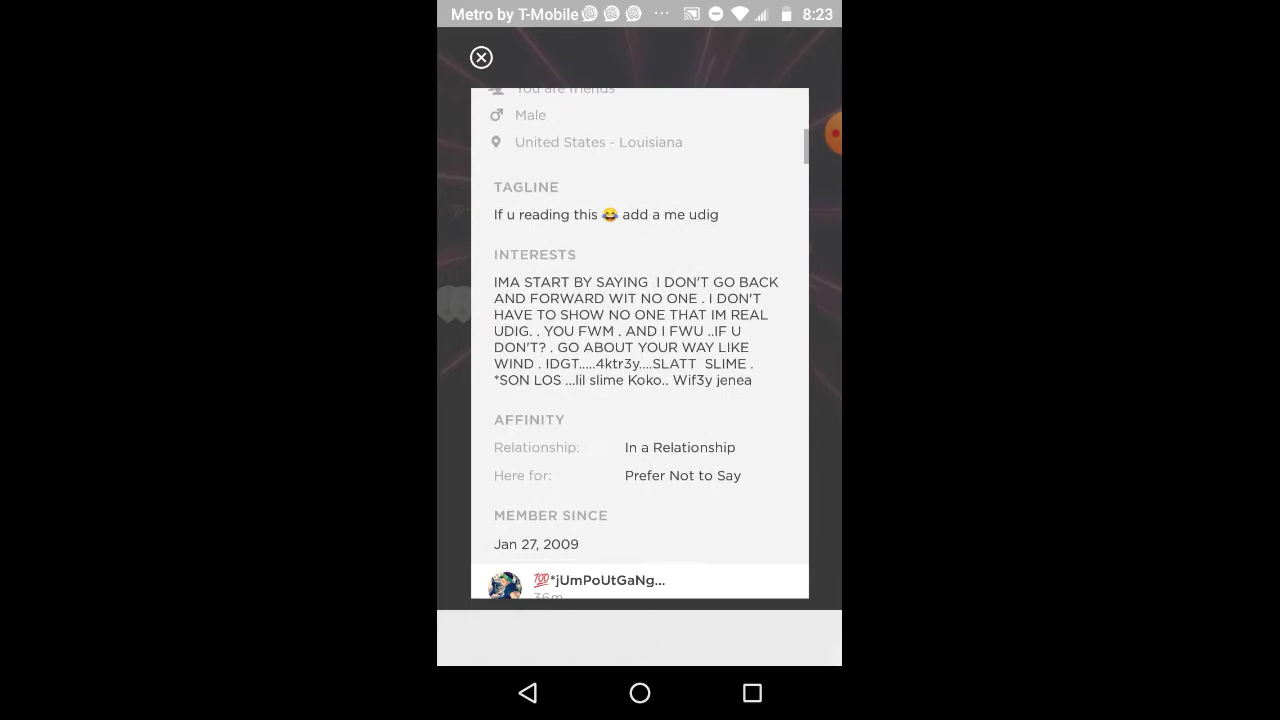 Metro by T-Mobile ... 8:23
You are friends
Male
United States - Louisiana
TAGLINE
If u reading this 😂 add a me udig
INTERESTS
IMA START BY SAYING  I DON'T GO BACK
AND FORWARD WIT NO ONE . I DON'T
HAVE TO SHOW NO ONE THAT IM REAL
UDIG. . YOU FWM . AND I FWU ..IF U
DON'T? . GO ABOUT YOUR WAY LIKE
WIND . IDGT.....4ktr3y....SLATT  SLIME .
*SON LOS ...lil slime Koko.. Wif3y jenea
AFFINITY
Relationship: In a Relationship
Here for: Prefer Not to Say
MEMBER SINCE
Jan 27, 2009
💯*jUmPoUtGaNg...
36m